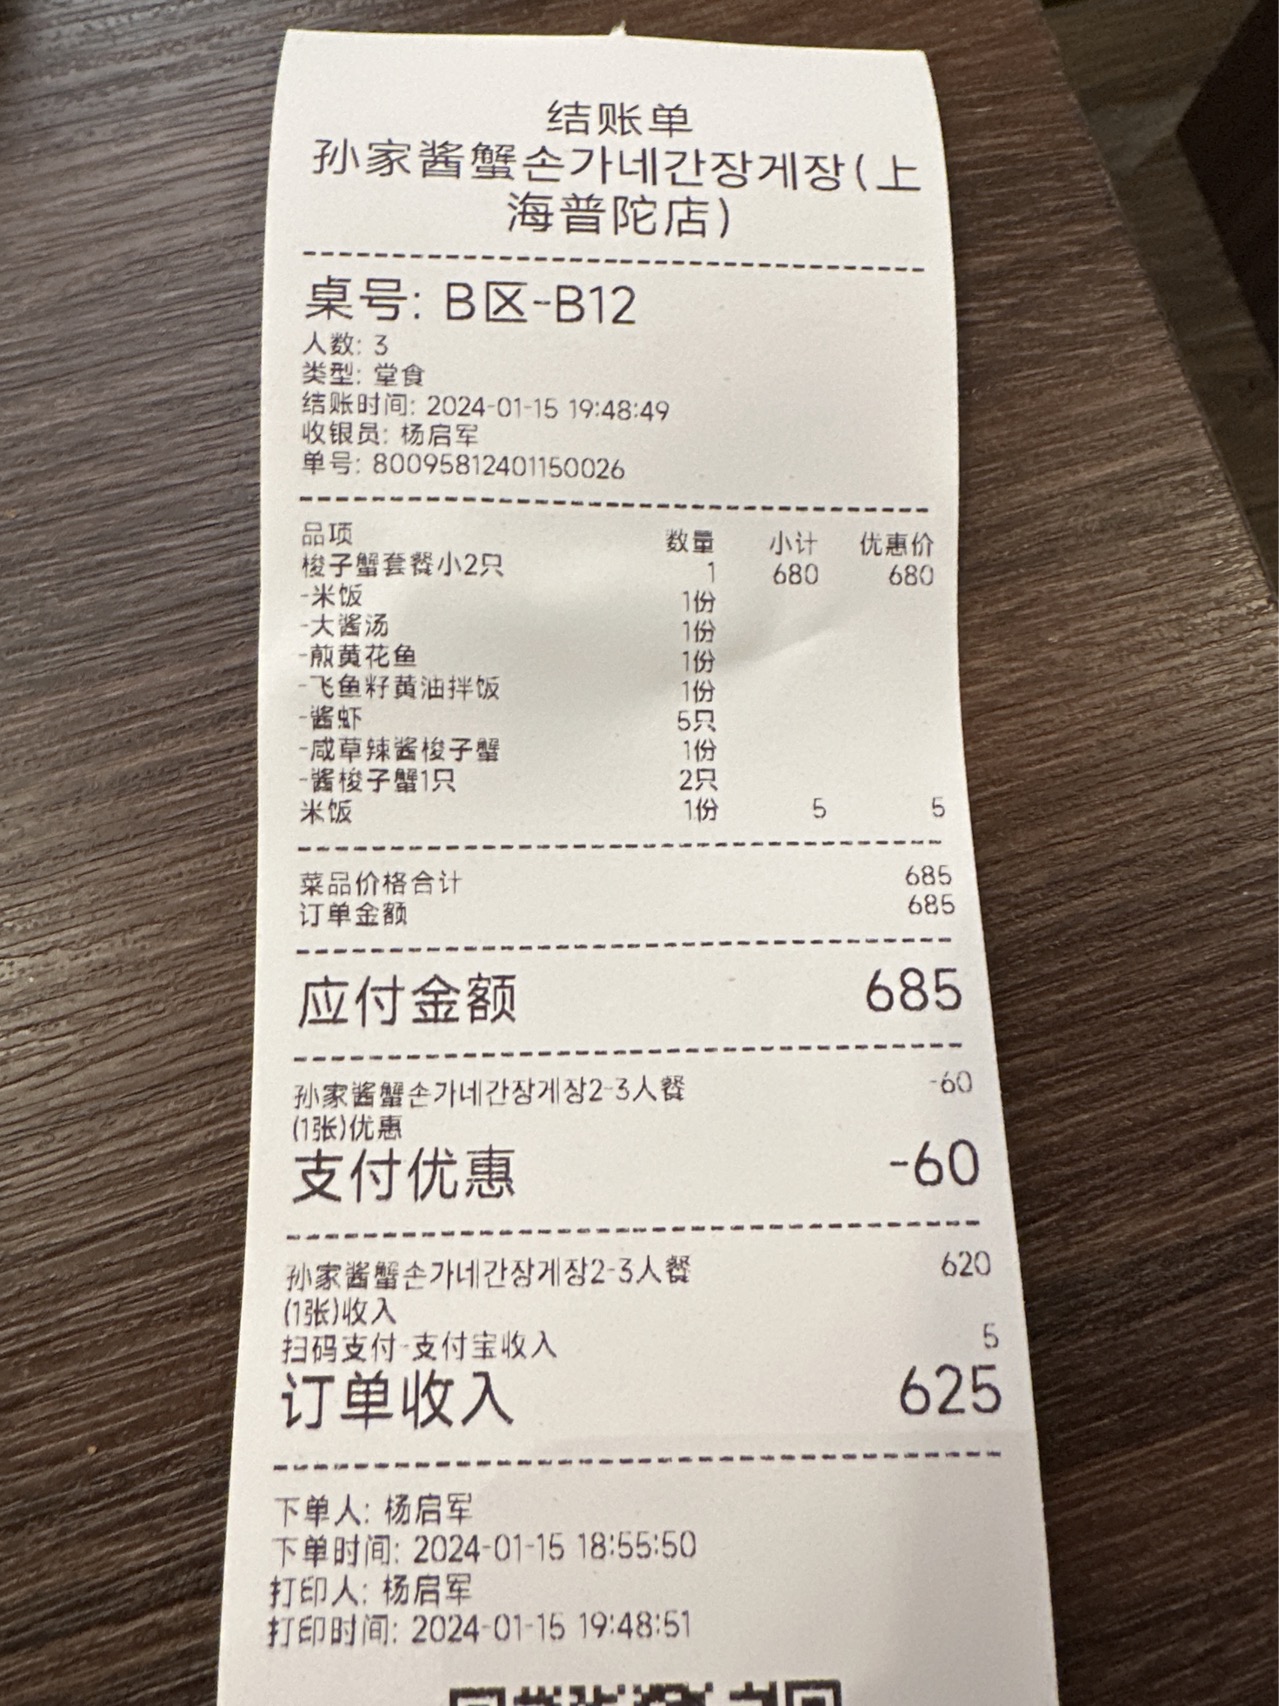 结账单
孙家酱蟹손가네간장게장(上
海普陀店)
桌号: B区-B12
人数: 3
类型: 堂食
结账时间: 2024-01-15 19:48:49
收银员: 杨启军
单号: 80095812401150026
品项 数量 小计 优惠价
梭子蟹套餐小2只 1 680 680
-米饭 1份
-大酱汤 1份
-煎黄花鱼 1份
-飞鱼籽黄油拌饭 1份
-酱虾 5只
-咸草辣酱梭子蟹 1份
-酱梭子蟹1只 2只
米饭 1份 5 5
菜品价格合计 685
订单金额 685
应付金额 685
孙家酱蟹손가네간장게장2-3人餐 -60
(1张)优惠
支付优惠 -60
孙家酱蟹손가네간장게장2-3人餐 620
(1张)收入
扫码支付-支付宝收入 5
订单收入 625
下单人: 杨启军
下单时间: 2024-01-15 18:55:50
打印人: 杨启军
打印时间: 2024-01-15 19:48:51